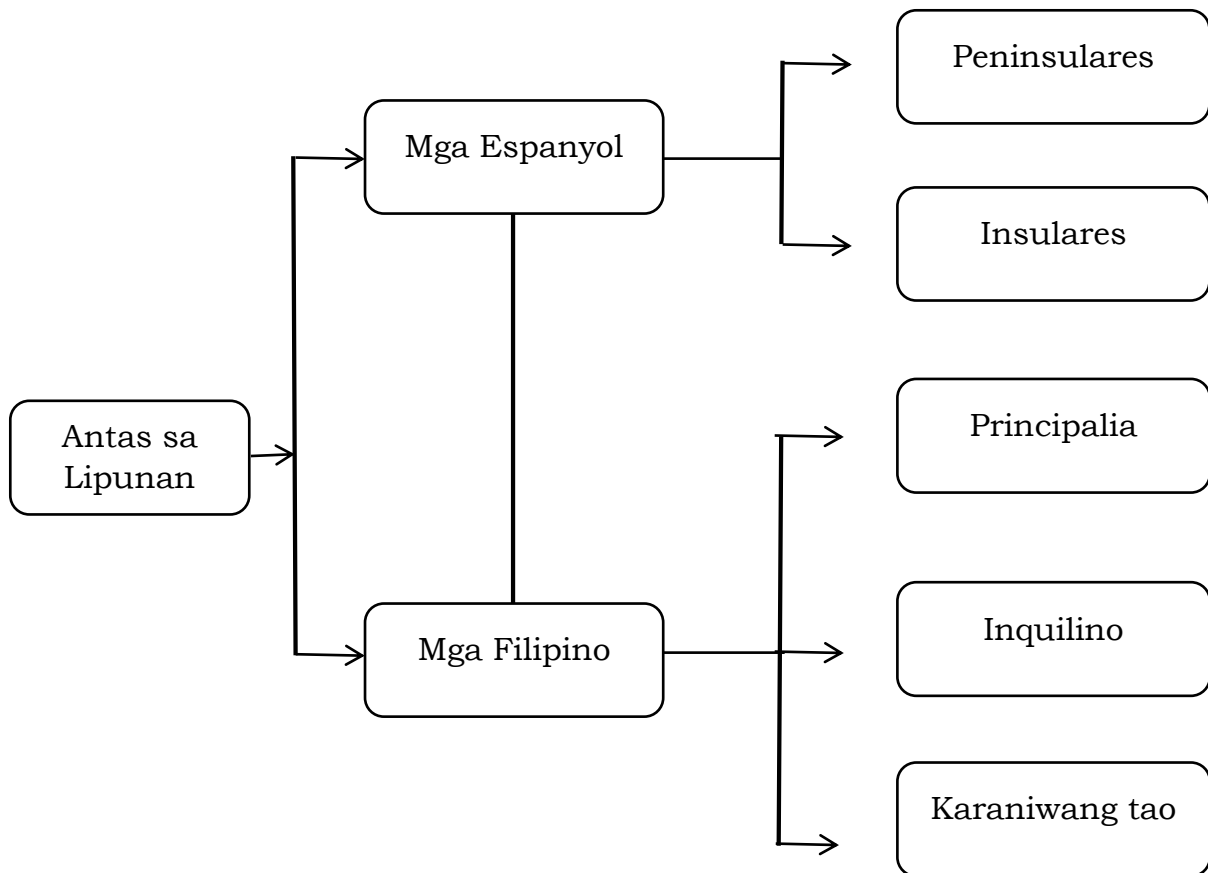 Antas sa
Lipunan
Mga Espanyol
Peninsulares
Insulares
Mga Filipino
Principalia
Inquilino
Karaniwang tao